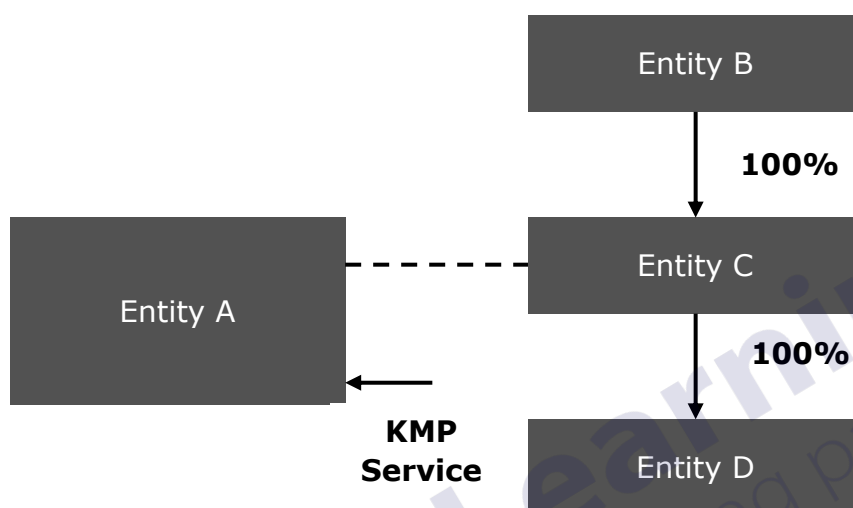 Entity B
100%
Entity A
Entity C
100%
KMP
Service
Entity D